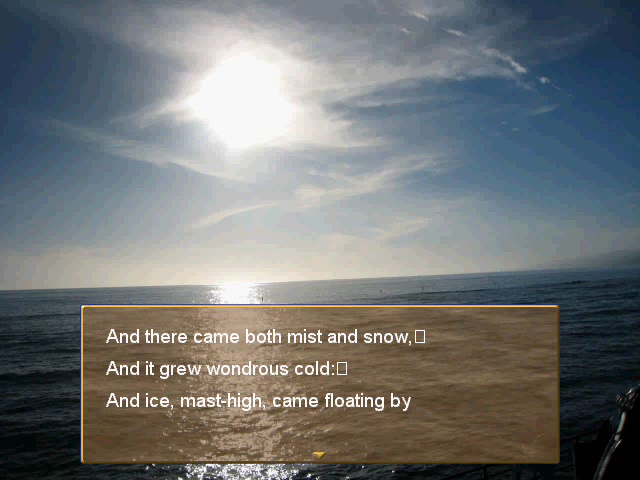 And there came both mist and snow,
And it grew wondrous cold:
And ice, mast-high, came floating by